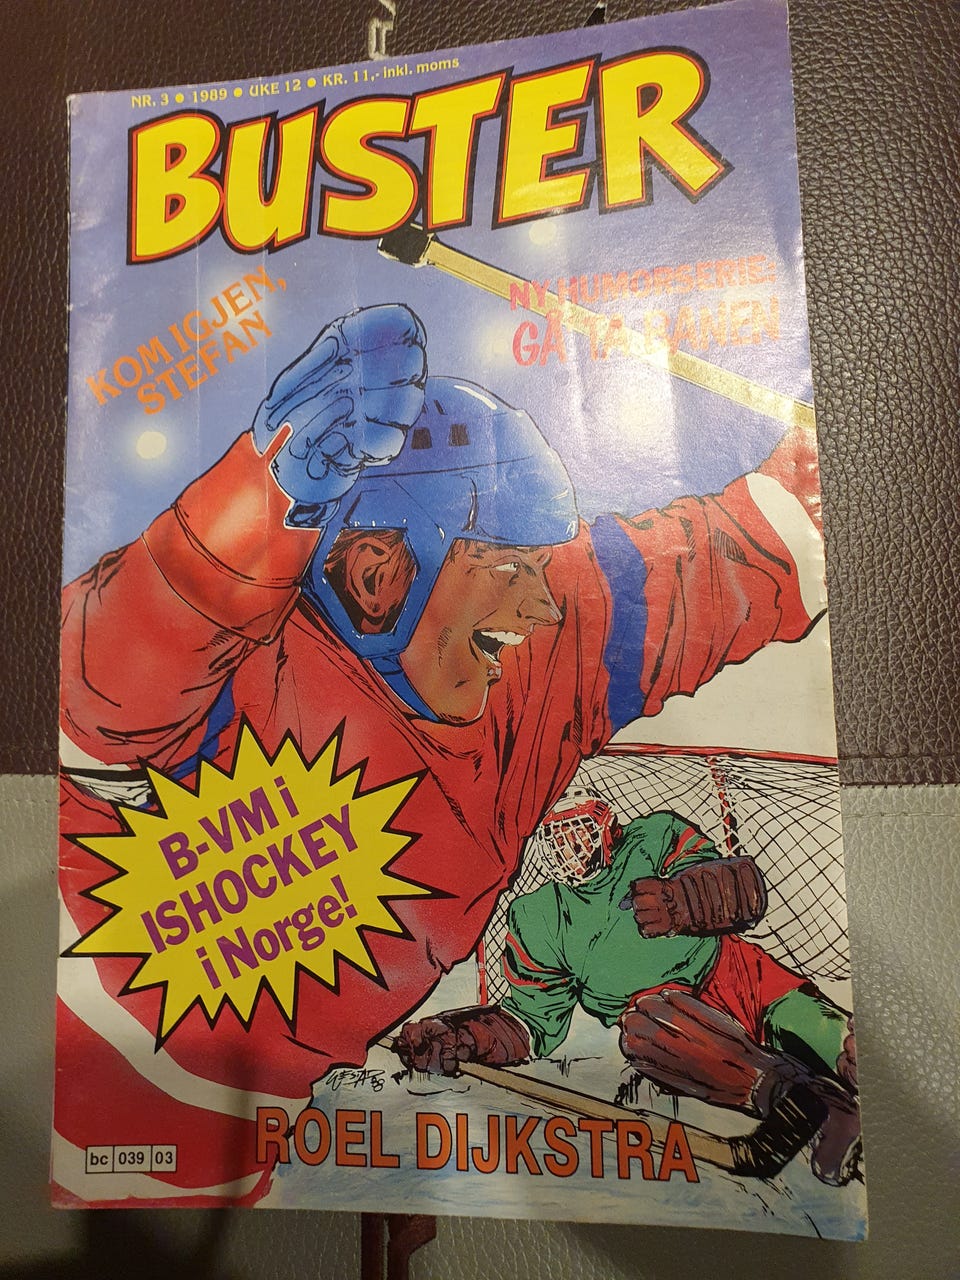 NR. 3 ● 1989 ● UKE 12 ● KR. 11,- inkl. moms
BUSTER
KOM IGJEN,
STEFAN
NY HUMORSERIE:
GÅ 'TA BANEN
B-VM i
ISHOCKEY
i Norge!
ROEL DIJKSTRA
bc 039 03